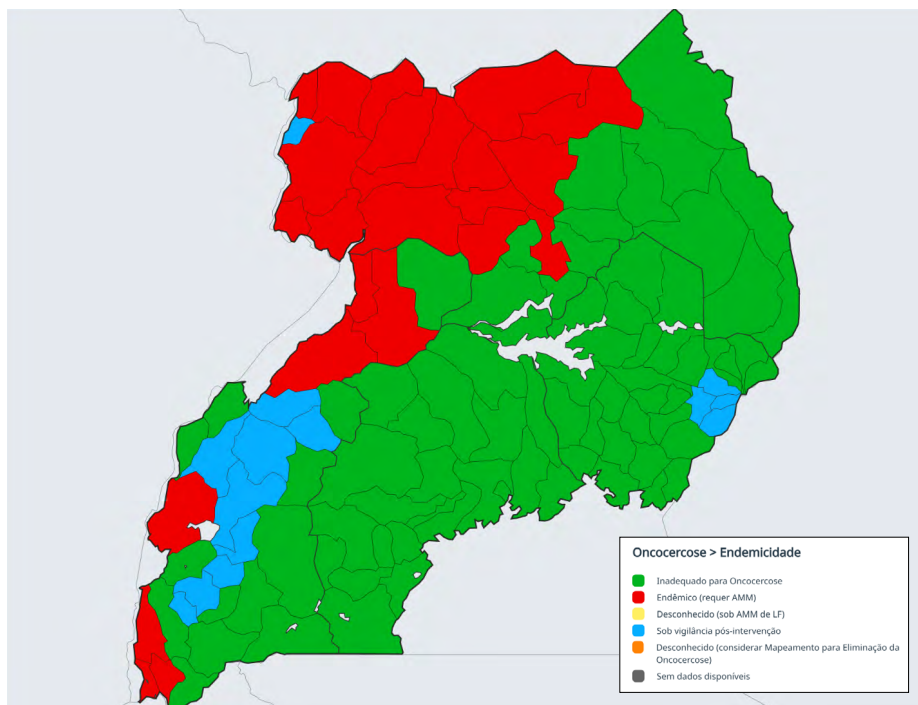 Oncocercose > Endemicidade
Inadequado para Oncocercose
Endêmico (requer AMM)
Desconhecido (sob AMM de LF)
Sob vigilância pós-intervenção
Desconhecido (considerar Mapeamento para Eliminação da
Oncocercose)
Sem dados disponíveis